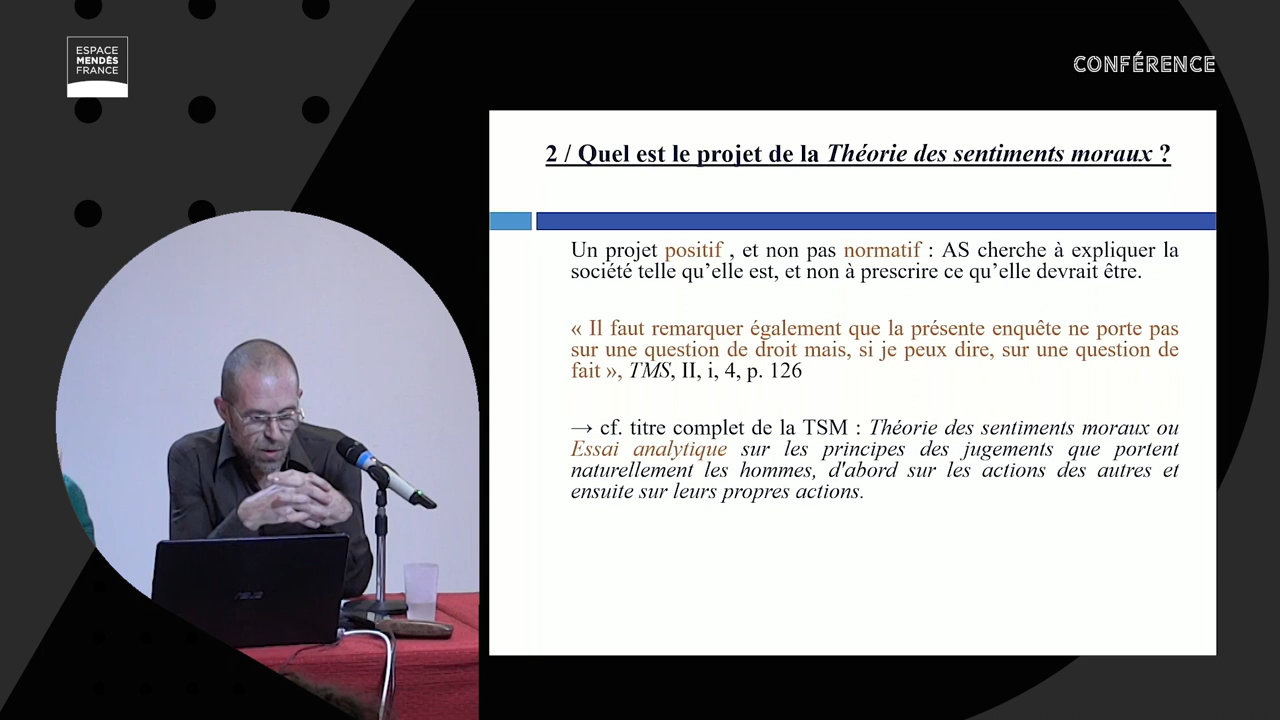 ESPACE
MENDÈS
FRANCE
CONFÉRENCE
2 / Quel est le projet de la Théorie des sentiments moraux ?
Un projet positif , et non pas normatif : AS cherche à expliquer la
société telle qu’elle est, et non à prescrire ce qu’elle devrait être.
« Il faut remarquer également que la présente enquête ne porte pas
sur une question de droit mais, si je peux dire, sur une question de
fait », TMS, II, i, 4, p. 126
→ cf. titre complet de la TSM : Théorie des sentiments moraux ou
Essai analytique sur les principes des jugements que portent
naturellement les hommes, d'abord sur les actions des autres et
ensuite sur leurs propres actions.
ASUS